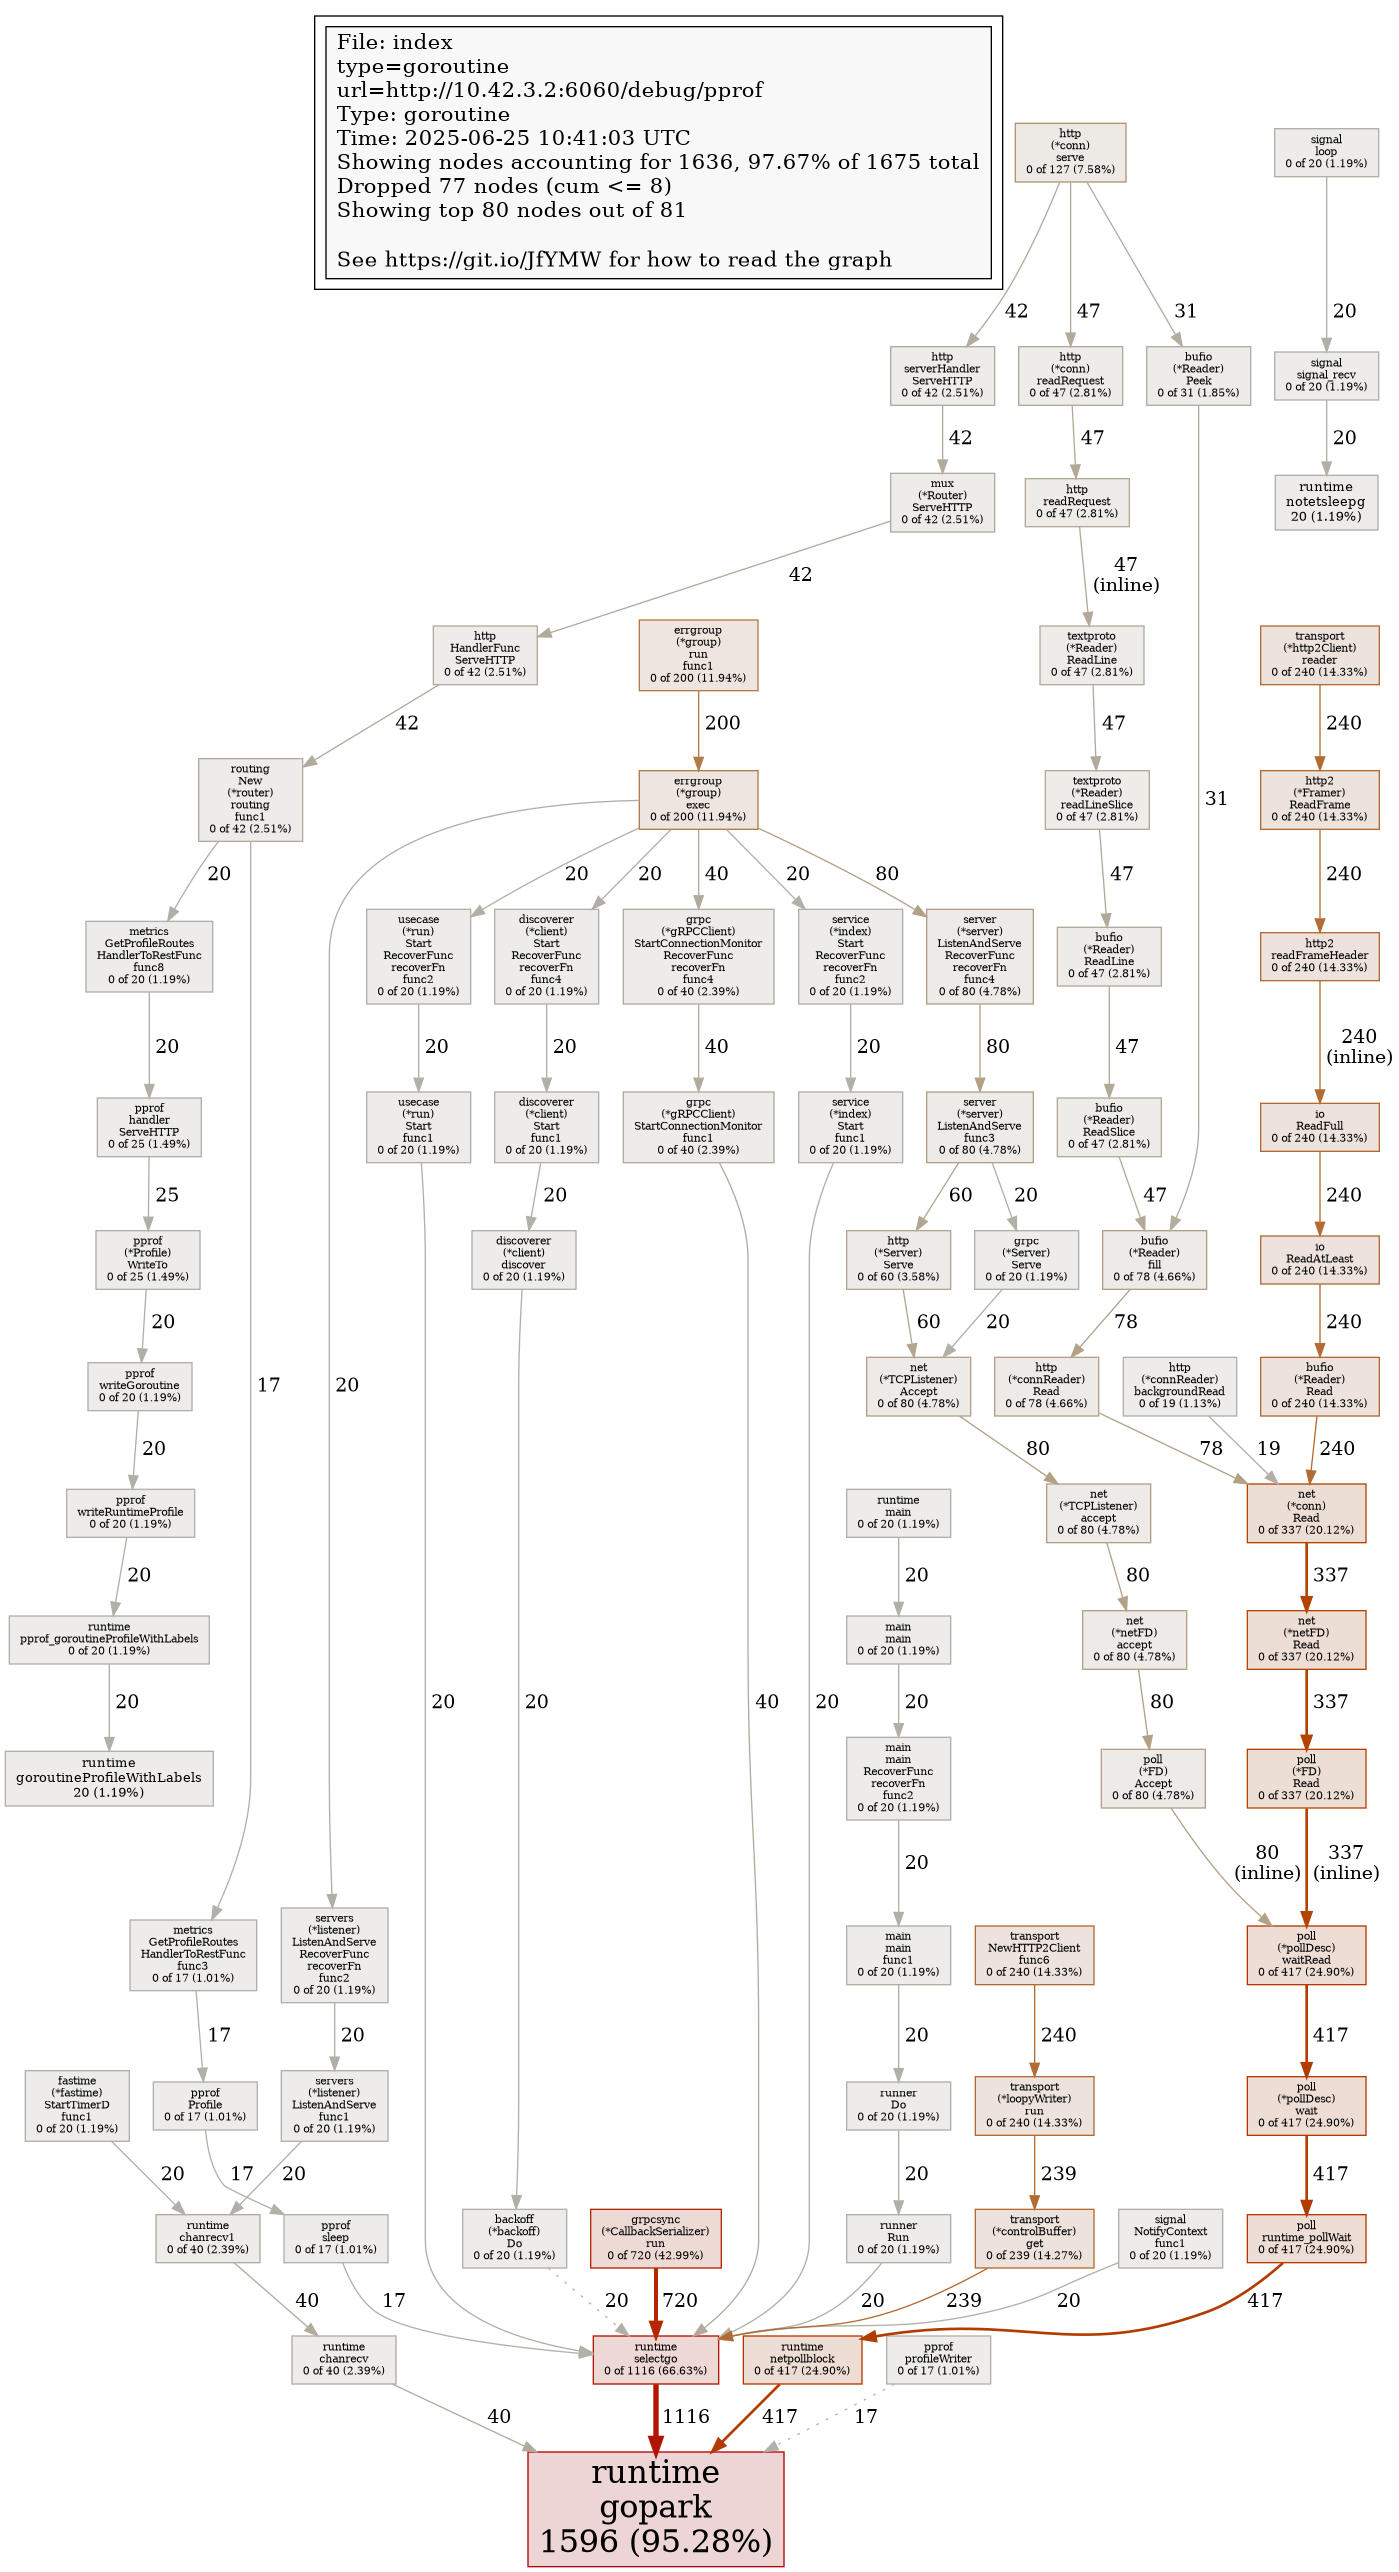 File: index
type=goroutine
url=http://10.42.3.2:6060/debug/pprof
Type: goroutine
Time: 2025-06-25 10:41:03 UTC
Showing nodes accounting for 1636, 97.67% of 1675 total
Dropped 77 nodes (cum <= 8)
Showing top 80 nodes out of 81
See https://git.io/JfYMW for how to read the graph
http
(*conn)
serve
0 of 127 (7.58%)
signal
loop
0 of 20 (1.19%)
42
47
31
20
http
serverHandler
ServeHTTP
0 of 42 (2.51%)
http
(*conn)
readRequest
0 of 47 (2.81%)
bufio
(*Reader)
Peek
0 of 31 (1.85%)
signal
signal_recv
0 of 20 (1.19%)
42
47
20
mux
(*Router)
ServeHTTP
0 of 42 (2.51%)
http
readRequest
0 of 47 (2.81%)
runtime
notetsleepg
20 (1.19%)
42
47
(inline)
http
HandlerFunc
ServeHTTP
0 of 42 (2.51%)
errgroup
(*group)
run
func1
0 of 200 (11.94%)
textproto
(*Reader)
ReadLine
0 of 47 (2.81%)
transport
(*http2Client)
reader
0 of 240 (14.33%)
42
200
47
240
routing
New
(*router)
routing
func1
0 of 42 (2.51%)
errgroup
(*group)
exec
0 of 200 (11.94%)
textproto
(*Reader)
readLineSlice
0 of 47 (2.81%)
31
http2
(*Framer)
ReadFrame
0 of 240 (14.33%)
20
20
20
40
20
80
47
240
metrics
GetProfileRoutes
HandlerToRestFunc
func8
0 of 20 (1.19%)
usecase
(*run)
Start
RecoverFunc
recoverFn
func2
0 of 20 (1.19%)
discoverer
(*client)
Start
RecoverFunc
recoverFn
func4
0 of 20 (1.19%)
grpc
(*gRPCClient)
StartConnectionMonitor
RecoverFunc
recoverFn
func4
0 of 40 (2.39%)
service
(*index)
Start
RecoverFunc
recoverFn
func2
0 of 20 (1.19%)
server
(*server)
ListenAndServe
RecoverFunc
recoverFn
func4
0 of 80 (4.78%)
bufio
(*Reader)
ReadLine
0 of 47 (2.81%)
http2
readFrameHeader
0 of 240 (14.33%)
20
20
20
40
20
80
47
240
(inline)
pprof
handler
ServeHTTP
0 of 25 (1.49%)
usecase
(*run)
Start
func1
0 of 20 (1.19%)
discoverer
(*client)
Start
func1
0 of 20 (1.19%)
grpc
(*gRPCClient)
StartConnectionMonitor
func1
0 of 40 (2.39%)
service
(*index)
Start
func1
0 of 20 (1.19%)
server
(*server)
ListenAndServe
func3
0 of 80 (4.78%)
bufio
(*Reader)
ReadSlice
0 of 47 (2.81%)
io
ReadFull
0 of 240 (14.33%)
25
20
60
20
47
240
pprof
(*Profile)
WriteTo
0 of 25 (1.49%)
discoverer
(*client)
discover
0 of 20 (1.19%)
http
(*Server)
Serve
0 of 60 (3.58%)
grpc
(*Server)
Serve
0 of 20 (1.19%)
bufio
(*Reader)
fill
0 of 78 (4.66%)
io
ReadAtLeast
0 of 240 (14.33%)
20
60
20
78
240
pprof
writeGoroutine
0 of 20 (1.19%)
17
20
net
(*TCPListener)
Accept
0 of 80 (4.78%)
http
(*connReader)
Read
0 of 78 (4.66%)
http
(*connReader)
backgroundRead
0 of 19 (1.13%)
bufio
(*Reader)
Read
0 of 240 (14.33%)
20
80
78
19
240
pprof
writeRuntimeProfile
0 of 20 (1.19%)
runtime
main
0 of 20 (1.19%)
net
(*TCPListener)
accept
0 of 80 (4.78%)
net
(*conn)
Read
0 of 337 (20.12%)
20
20
80
337
runtime
pprof_goroutineProfileWithLabels
0 of 20 (1.19%)
main
main
0 of 20 (1.19%)
net
(*netFD)
accept
0 of 80 (4.78%)
net
(*netFD)
Read
0 of 337 (20.12%)
20
20
20
40
20
20
80
337
runtime
goroutineProfileWithLabels
20 (1.19%)
main
main
RecoverFunc
recoverFn
func2
0 of 20 (1.19%)
poll
(*FD)
Accept
0 of 80 (4.78%)
poll
(*FD)
Read
0 of 337 (20.12%)
20
80
(inline)
337
(inline)
metrics
GetProfileRoutes
HandlerToRestFunc
func3
0 of 17 (1.01%)
servers
(*listener)
ListenAndServe
RecoverFunc
recoverFn
func2
0 of 20 (1.19%)
main
main
func1
0 of 20 (1.19%)
transport
NewHTTP2Client
func6
0 of 240 (14.33%)
poll
(*pollDesc)
waitRead
0 of 417 (24.90%)
17
20
20
240
417
fastime
(*fastime)
StartTimerD
func1
0 of 20 (1.19%)
pprof
Profile
0 of 17 (1.01%)
servers
(*listener)
ListenAndServe
func1
0 of 20 (1.19%)
runner
Do
0 of 20 (1.19%)
transport
(*loopyWriter)
run
0 of 240 (14.33%)
poll
(*pollDesc)
wait
0 of 417 (24.90%)
20
17
20
20
239
417
runtime
chanrecv1
0 of 40 (2.39%)
pprof
sleep
0 of 17 (1.01%)
backoff
(*backoff)
Do
0 of 20 (1.19%)
grpcsync
(*CallbackSerializer)
run
0 of 720 (42.99%)
runner
Run
0 of 20 (1.19%)
transport
(*controlBuffer)
get
0 of 239 (14.27%)
signal
NotifyContext
func1
0 of 20 (1.19%)
poll
runtime_pollWait
0 of 417 (24.90%)
40
17
20
720
20
239
20
417
runtime
chanrecv
0 of 40 (2.39%)
runtime
selectgo
0 of 1116 (66.63%)
runtime
netpollblock
0 of 417 (24.90%)
pprof
profileWriter
0 of 17 (1.01%)
40
1116
417
17
runtime
gopark
1596 (95.28%)